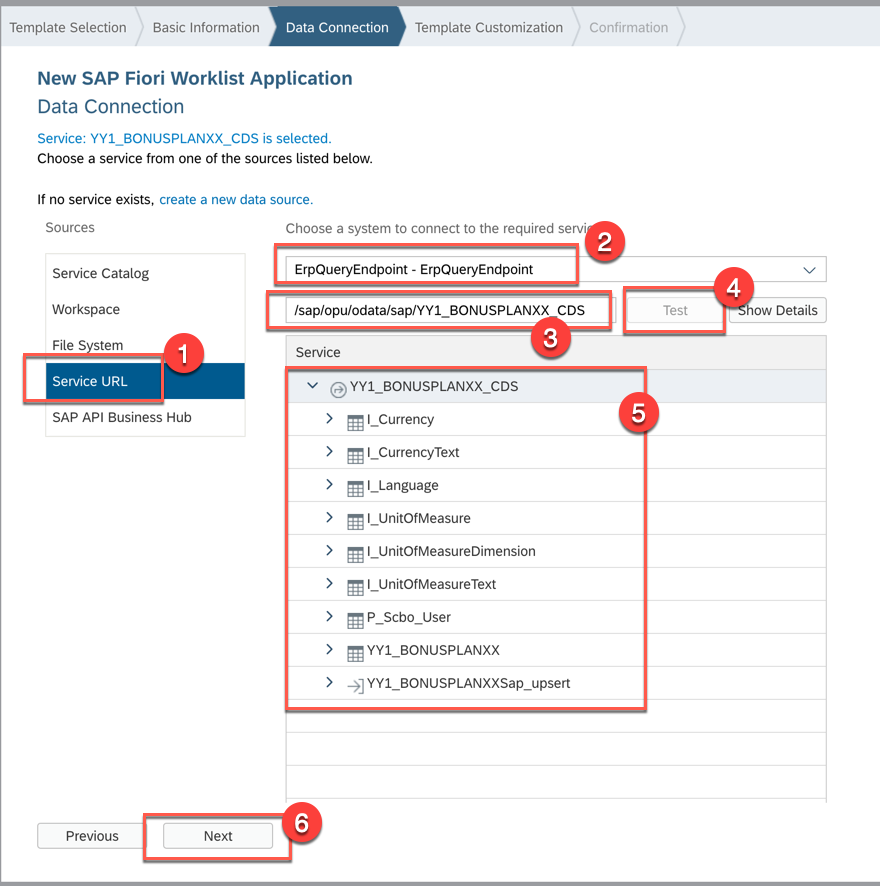 Template Selection Basic Information Data Connection Template Customization Confirmation
New SAP Fiori Worklist Application
Data Connection
Service: YY1_BONUSPLANXX_CDS is selected.
Choose a service from one of the sources listed below.
If no service exists, create a new data source.
Sources
Service Catalog
Workspace
File System
1
Service URL
SAP API Business Hub
Choose a system to connect to the required
2
ErpQueryEndpoint - ErpQueryEndpoint
/sap/opu/odata/sap/YY1_BONUSPLANXX_CDS
3
Test
4
Show Details
Service
YY1_BONUSPLANXX_CDS
5
I_Currency
I_CurrencyText
I_Language
I_UnitOfMeasure
I_UnitOfMeasureDimension
I_UnitOfMeasureText
P_Scbo_User
YY1_BONUSPLANXX
YY1_BONUSPLANXXSap_upsert
Previous
Next
6